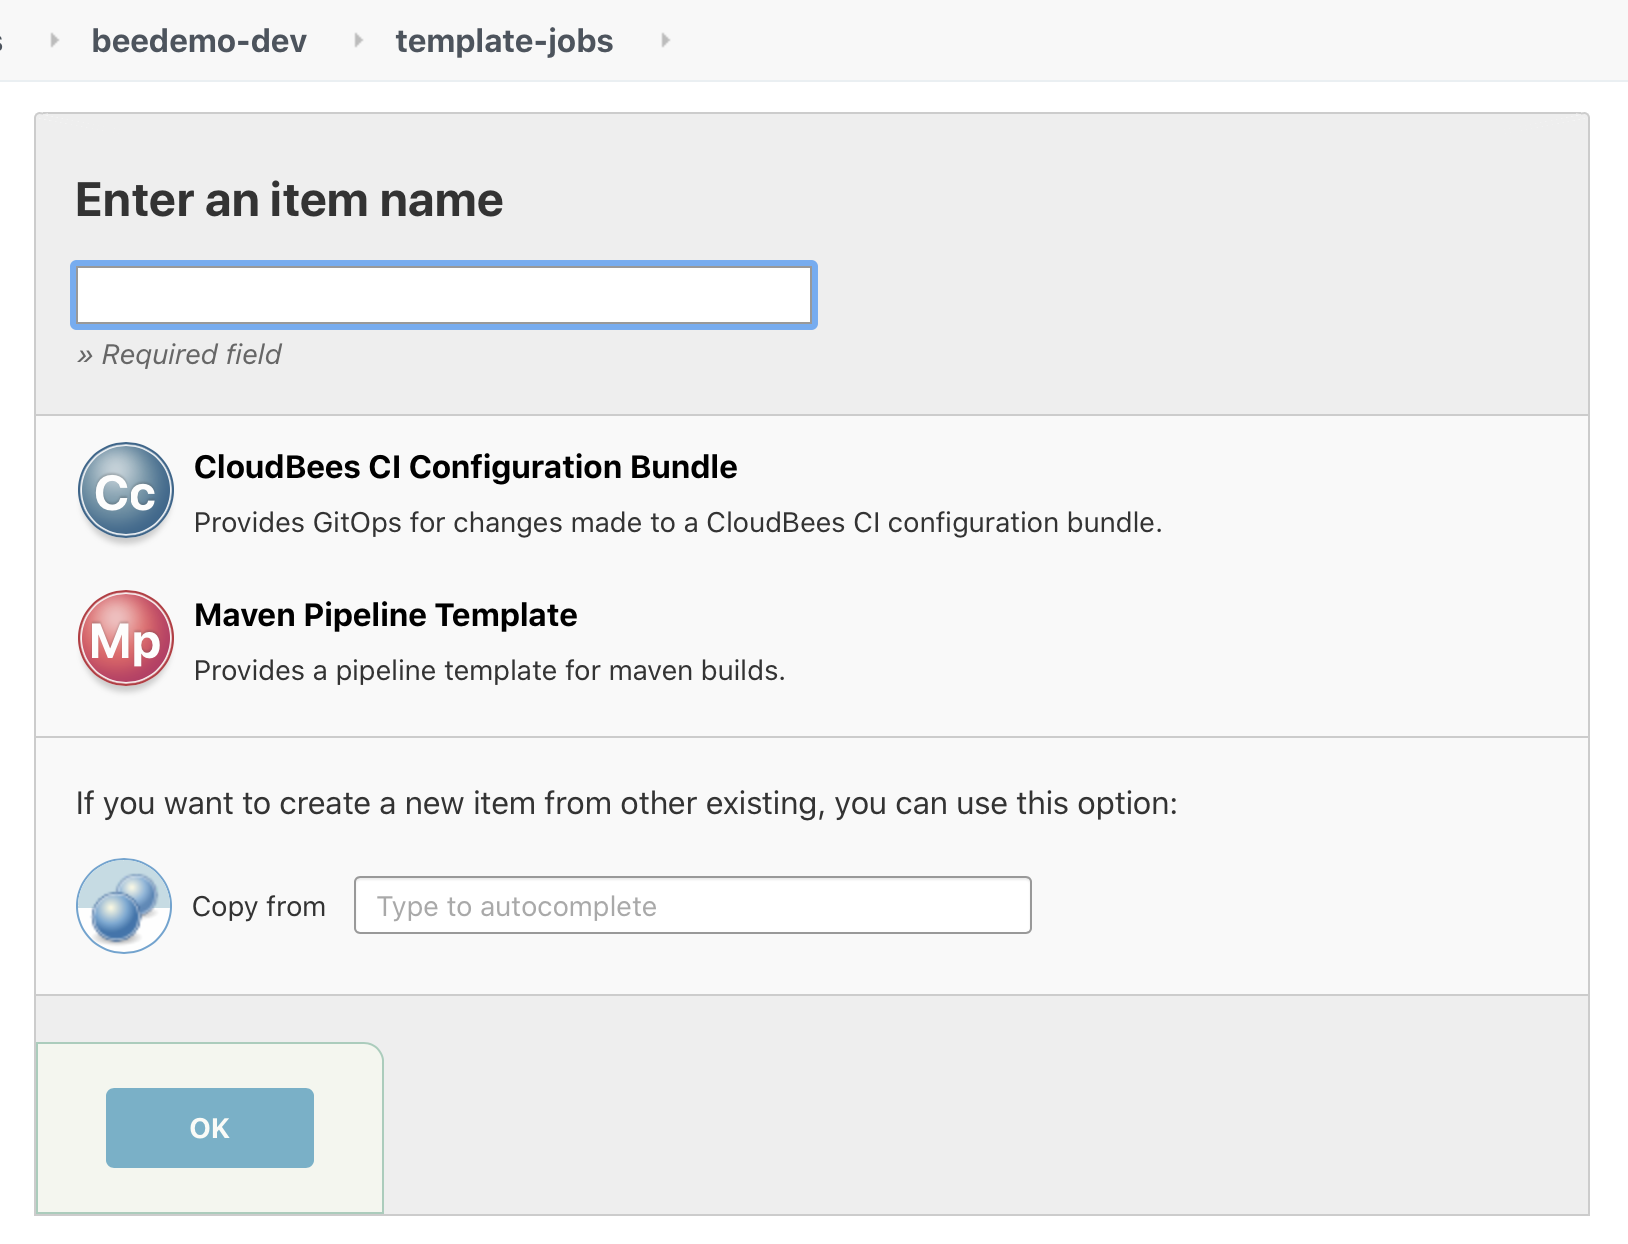 beedemo-dev template-jobs
Enter an item name
» Required field
Cc
CloudBees CI Configuration Bundle
Provides GitOps for changes made to a CloudBees CI configuration bundle.
Mp
Maven Pipeline Template
Provides a pipeline template for maven builds.
If you want to create a new item from other existing, you can use this option:
Copy from Type to autocomplete
OK